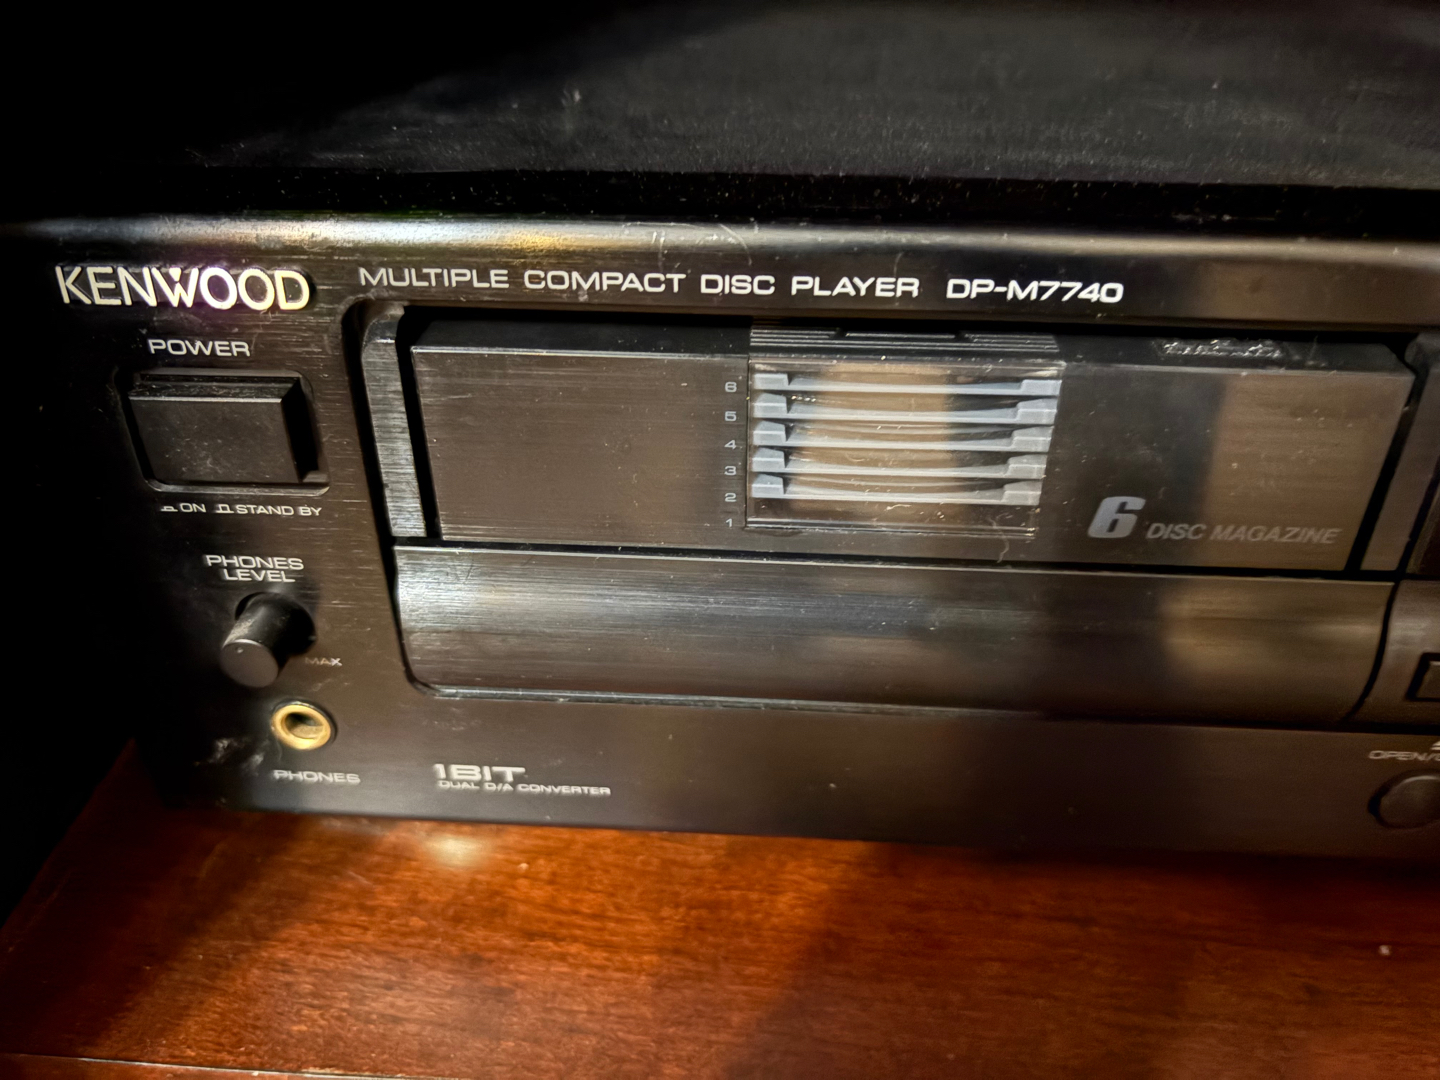 KENWOOD
MULTIPLE COMPACT DISC PLAYER DP-M7740
POWER
ON STAND BY
PHONES
LEVEL
MAX
PHONES
6
5
4
3
2
1
6 DISC MAGAZINE
1BIT
DUAL D/A CONVERTER